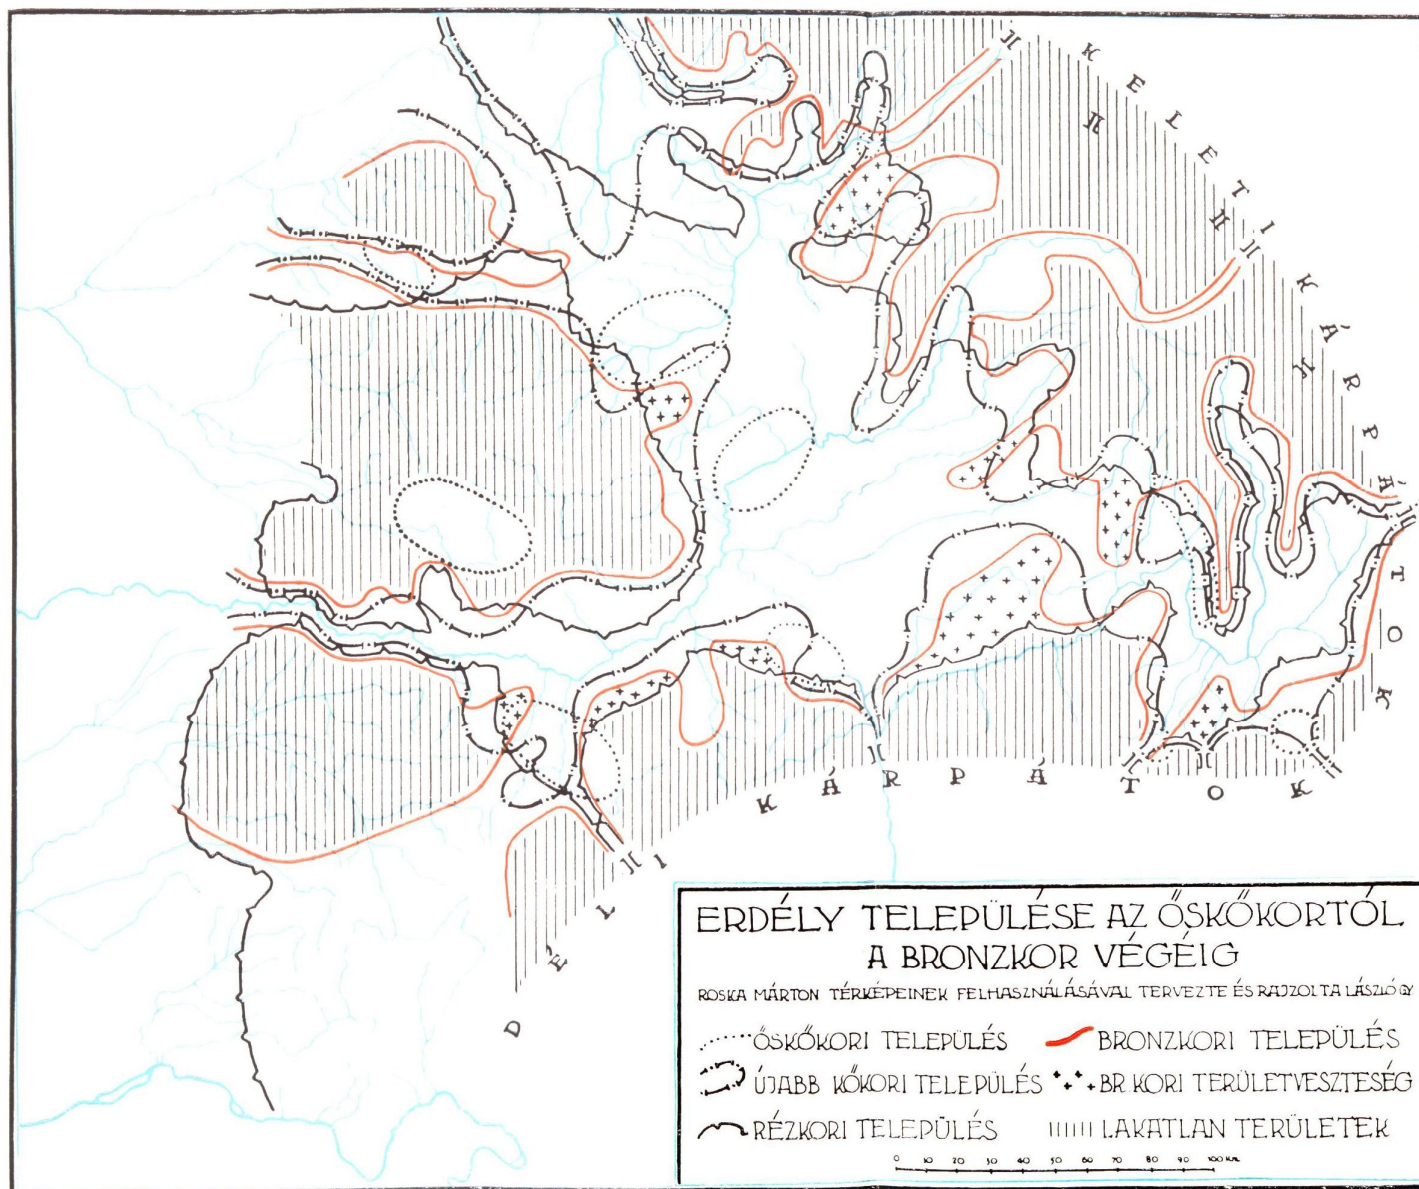 KELETI KÁRPÁTOK
DÉLI KÁRPÁTOK
ERDÉLY TELEPÜLÉSE AZ ŐSKŐKORTÓL
A BRONZKOR VÉGÉIG
ROSKA MÁRTON TÉRKÉPEINEK FELHASZNÁLÁSÁVAL TERVEZTE ÉS RAJZOLTA LÁSZLÓ GY
ŐSKŐKORI TELEPÜLÉS
BRONZKORI TELEPÜLÉS
ÚJABB KŐKORI TELEPÜLÉS
BR KORI TERÜLETVESZTESÉG
RÉZKORI TELEPÜLÉS
LAKATLAN TERÜLETEK
0 10 20 30 40 50 60 70 80 90 100 Km.